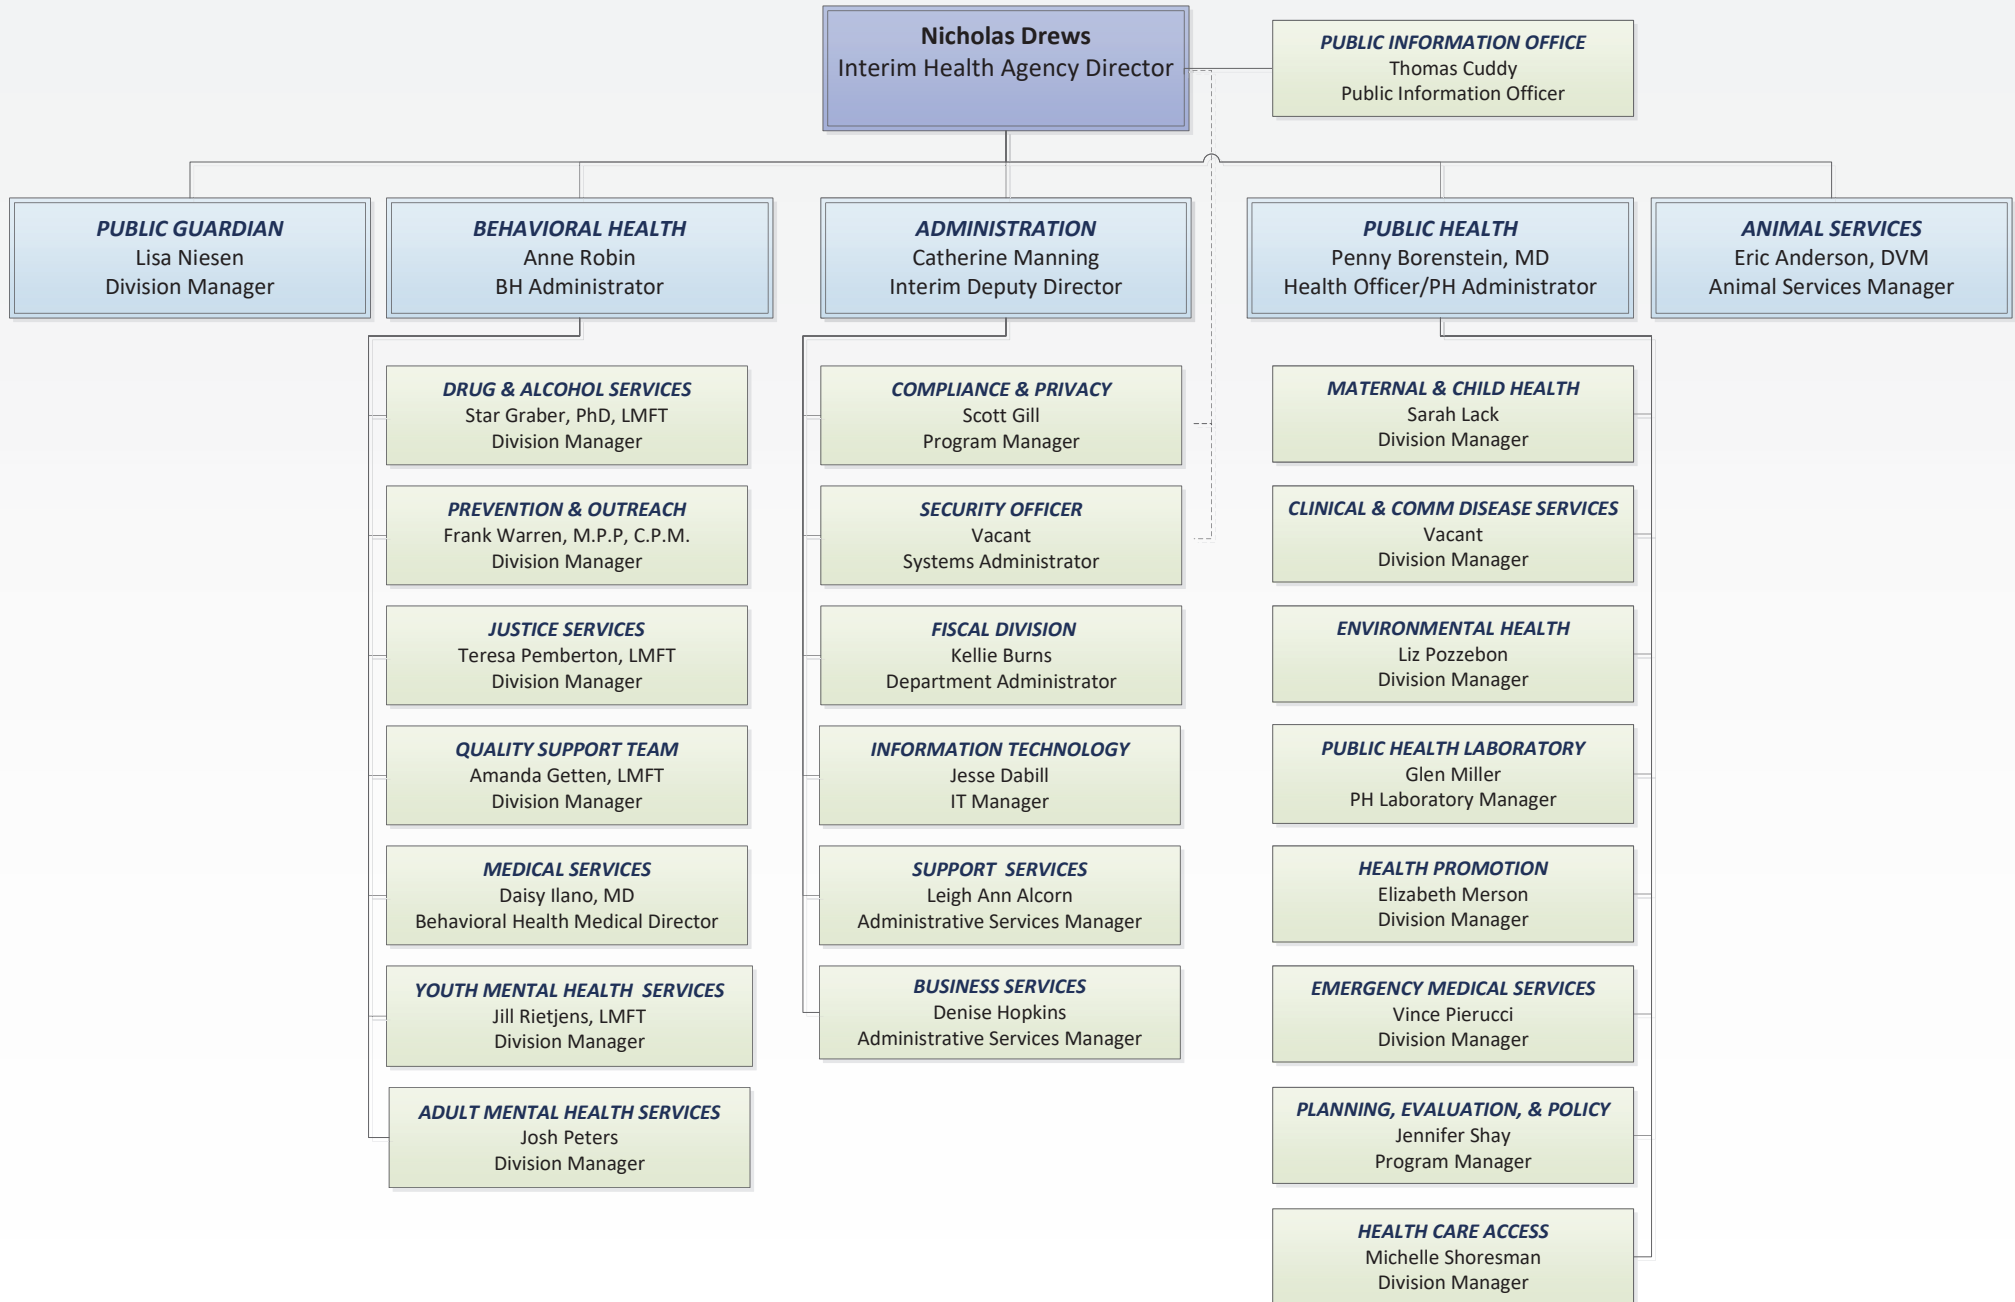 Nicholas Drews
Interim Health Agency Director
PUBLIC INFORMATION OFFICE
Thomas Cuddy
Public Information Officer
PUBLIC GUARDIAN
Lisa Niesen
Division Manager
BEHAVIORAL HEALTH
Anne Robin
BH Administrator
ADMINISTRATION
Catherine Manning
Interim Deputy Director
PUBLIC HEALTH
Penny Borenstein, MD
Health Officer/PH Administrator
ANIMAL SERVICES
Eric Anderson, DVM
Animal Services Manager
DRUG & ALCOHOL SERVICES
Star Graber, PhD, LMFT
Division Manager
PREVENTION & OUTREACH
Frank Warren, M.P.P, C.P.M.
Division Manager
JUSTICE SERVICES
Teresa Pemberton, LMFT
Division Manager
QUALITY SUPPORT TEAM
Amanda Getten, LMFT
Division Manager
MEDICAL SERVICES
Daisy Ilano, MD
Behavioral Health Medical Director
YOUTH MENTAL HEALTH SERVICES
Jill Rietjens, LMFT
Division Manager
ADULT MENTAL HEALTH SERVICES
Josh Peters
Division Manager
COMPLIANCE & PRIVACY
Scott Gill
Program Manager
SECURITY OFFICER
Vacant
Systems Administrator
FISCAL DIVISION
Kellie Burns
Department Administrator
INFORMATION TECHNOLOGY
Jesse Dabill
IT Manager
SUPPORT SERVICES
Leigh Ann Alcorn
Administrative Services Manager
BUSINESS SERVICES
Denise Hopkins
Administrative Services Manager
MATERNAL & CHILD HEALTH
Sarah Lack
Division Manager
CLINICAL & COMM DISEASE SERVICES
Vacant
Division Manager
ENVIRONMENTAL HEALTH
Liz Pozzebon
Division Manager
PUBLIC HEALTH LABORATORY
Glen Miller
PH Laboratory Manager
HEALTH PROMOTION
Elizabeth Merson
Division Manager
EMERGENCY MEDICAL SERVICES
Vince Pierucci
Division Manager
PLANNING, EVALUATION, & POLICY
Jennifer Shay
Program Manager
HEALTH CARE ACCESS
Michelle Shoresman
Division Manager